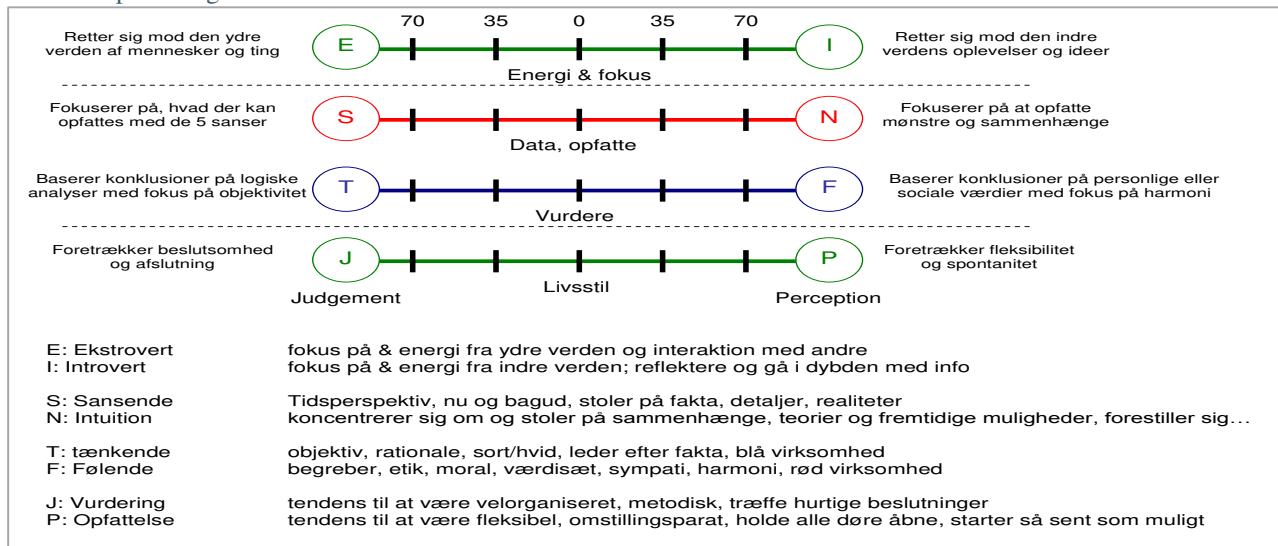 70 35 0 35 70
Retter sig mod den ydre
verden af mennesker og ting
E
I
Retter sig mod den indre
verdens oplevelser og ideer
Energi & fokus
Fokuserer på, hvad der kan
opfattes med de 5 sanser
S
N
Fokuserer på at opfatte
mønstre og sammenhænge
Data, opfatte
Baserer konklusioner på logiske
analyser med fokus på objektivitet
T
F
Baserer konklusioner på personlige eller
sociale værdier med fokus på harmoni
Vurdere
Foretrækker beslutsomhed
og afslutning
J
P
Foretrækker fleksibilitet
og spontanitet
Livsstil
Judgement
Perception
E: Ekstrovert fokus på & energi fra ydre verden og interaktion med andre
I: Introvert fokus på & energi fra indre verden; reflektere og gå i dybden med info
S: Sansende Tidsperspektiv, nu og bagud, stoler på fakta, detaljer, realiteter
N: Intuition koncentrerer sig om og stoler på sammenhænge, teorier og fremtidige muligheder, forestiller sig...
T: tænkende objektiv, rationale, sort/hvid, leder efter fakta, blå virksomhed
F: Følende begreber, etik, moral, værdisæt, sympati, harmoni, rød virksomhed
J: Vurdering tendens til at være velorganiseret, metodisk, træffe hurtige beslutninger
P: Opfattelse tendens til at være fleksibel, omstillingsparat, holde alle døre åbne, starter så sent som muligt